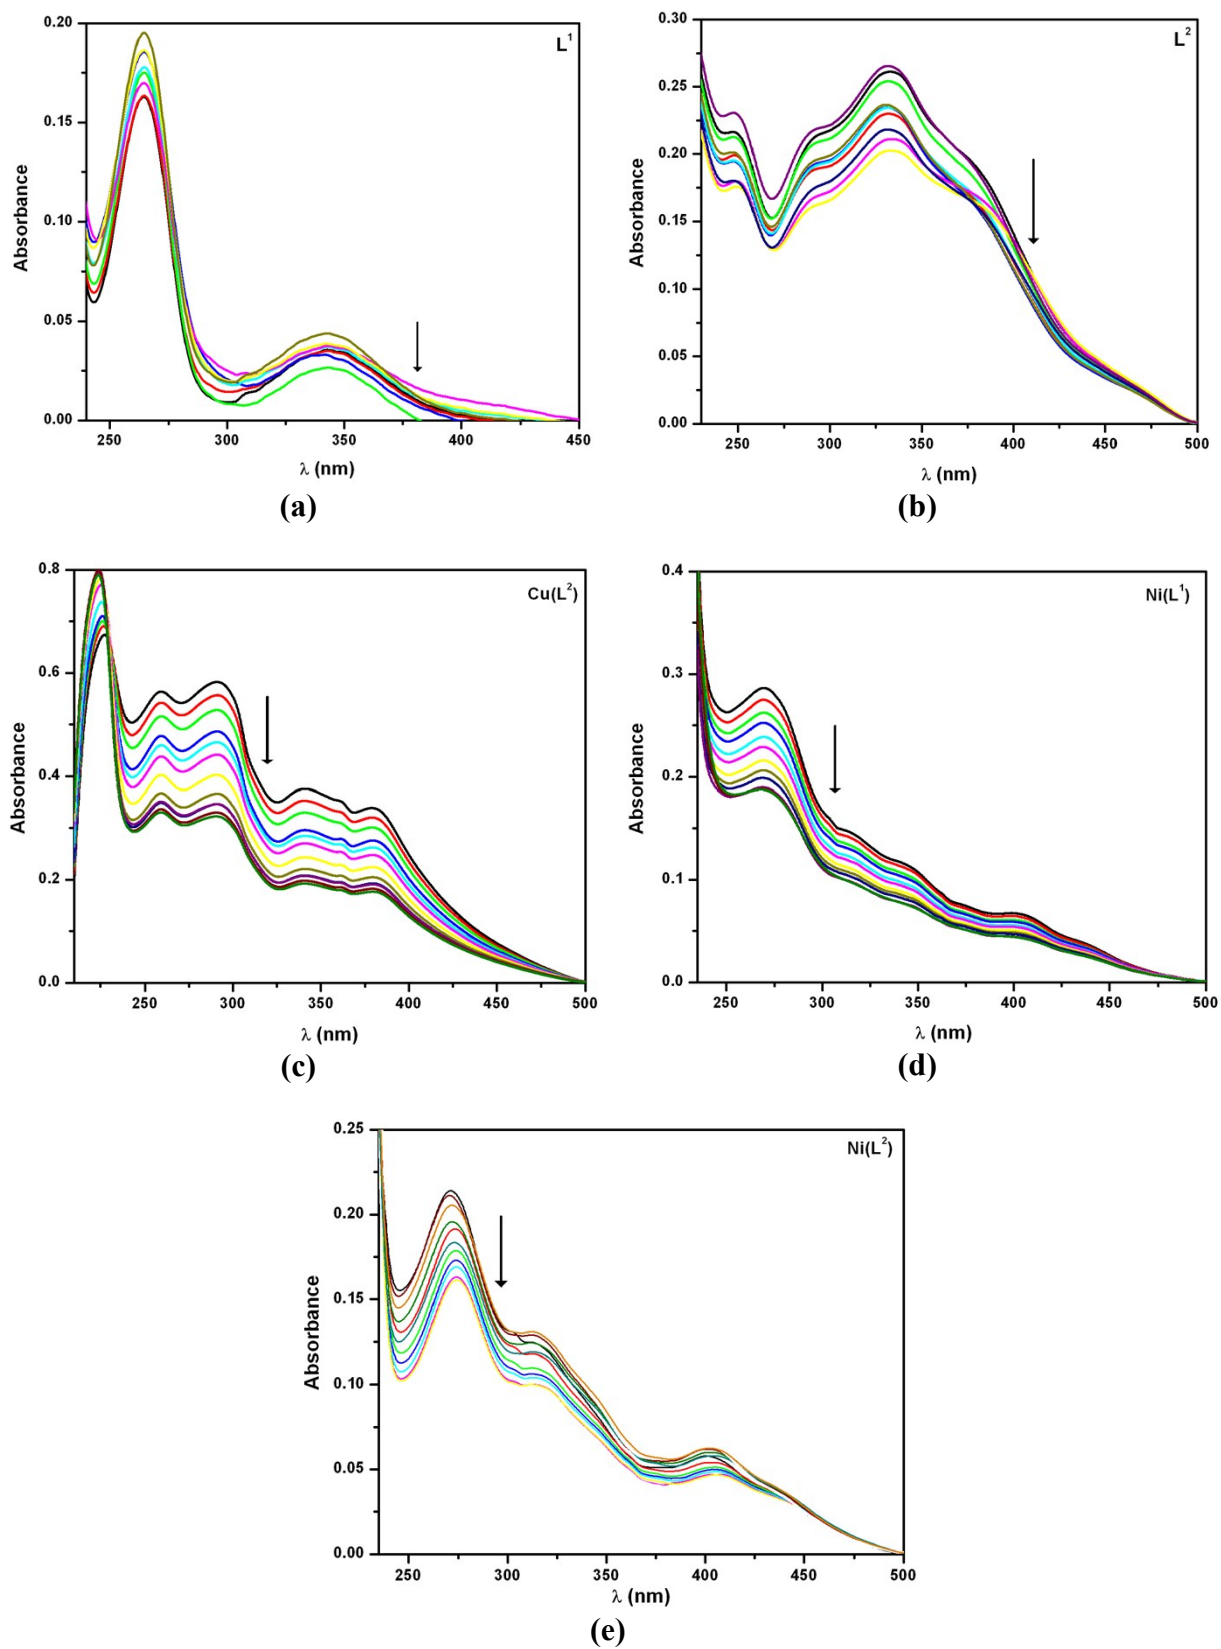 L¹
Absorbance
0.20
0.15
0.10
0.05
0.00
250 300 350 400 450
λ (nm)
(a)
L²
Absorbance
0.30
0.25
0.20
0.15
0.10
0.05
0.00
250 300 350 400 450 500
λ (nm)
(b)
Cu(L²)
Absorbance
0.8
0.6
0.4
0.2
0.0
250 300 350 400 450 500
λ (nm)
(c)
Ni(L¹)
Absorbance
0.4
0.3
0.2
0.1
0.0
250 300 350 400 450 500
λ (nm)
(d)
Ni(L²)
Absorbance
0.25
0.20
0.15
0.10
0.05
0.00
250 300 350 400 450 500
λ (nm)
(e)